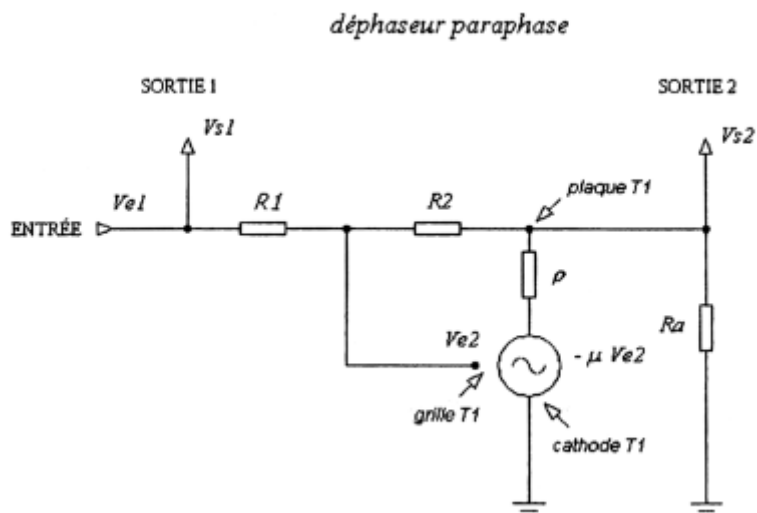 déphaseur paraphase
SORTIE 1
SORTIE 2
Vs1
Vs2
Ve1
R1
R2
plaque T1
ENTRÉE
ρ
Ra
Ve2
- μ Ve2
grille T1
cathode T1